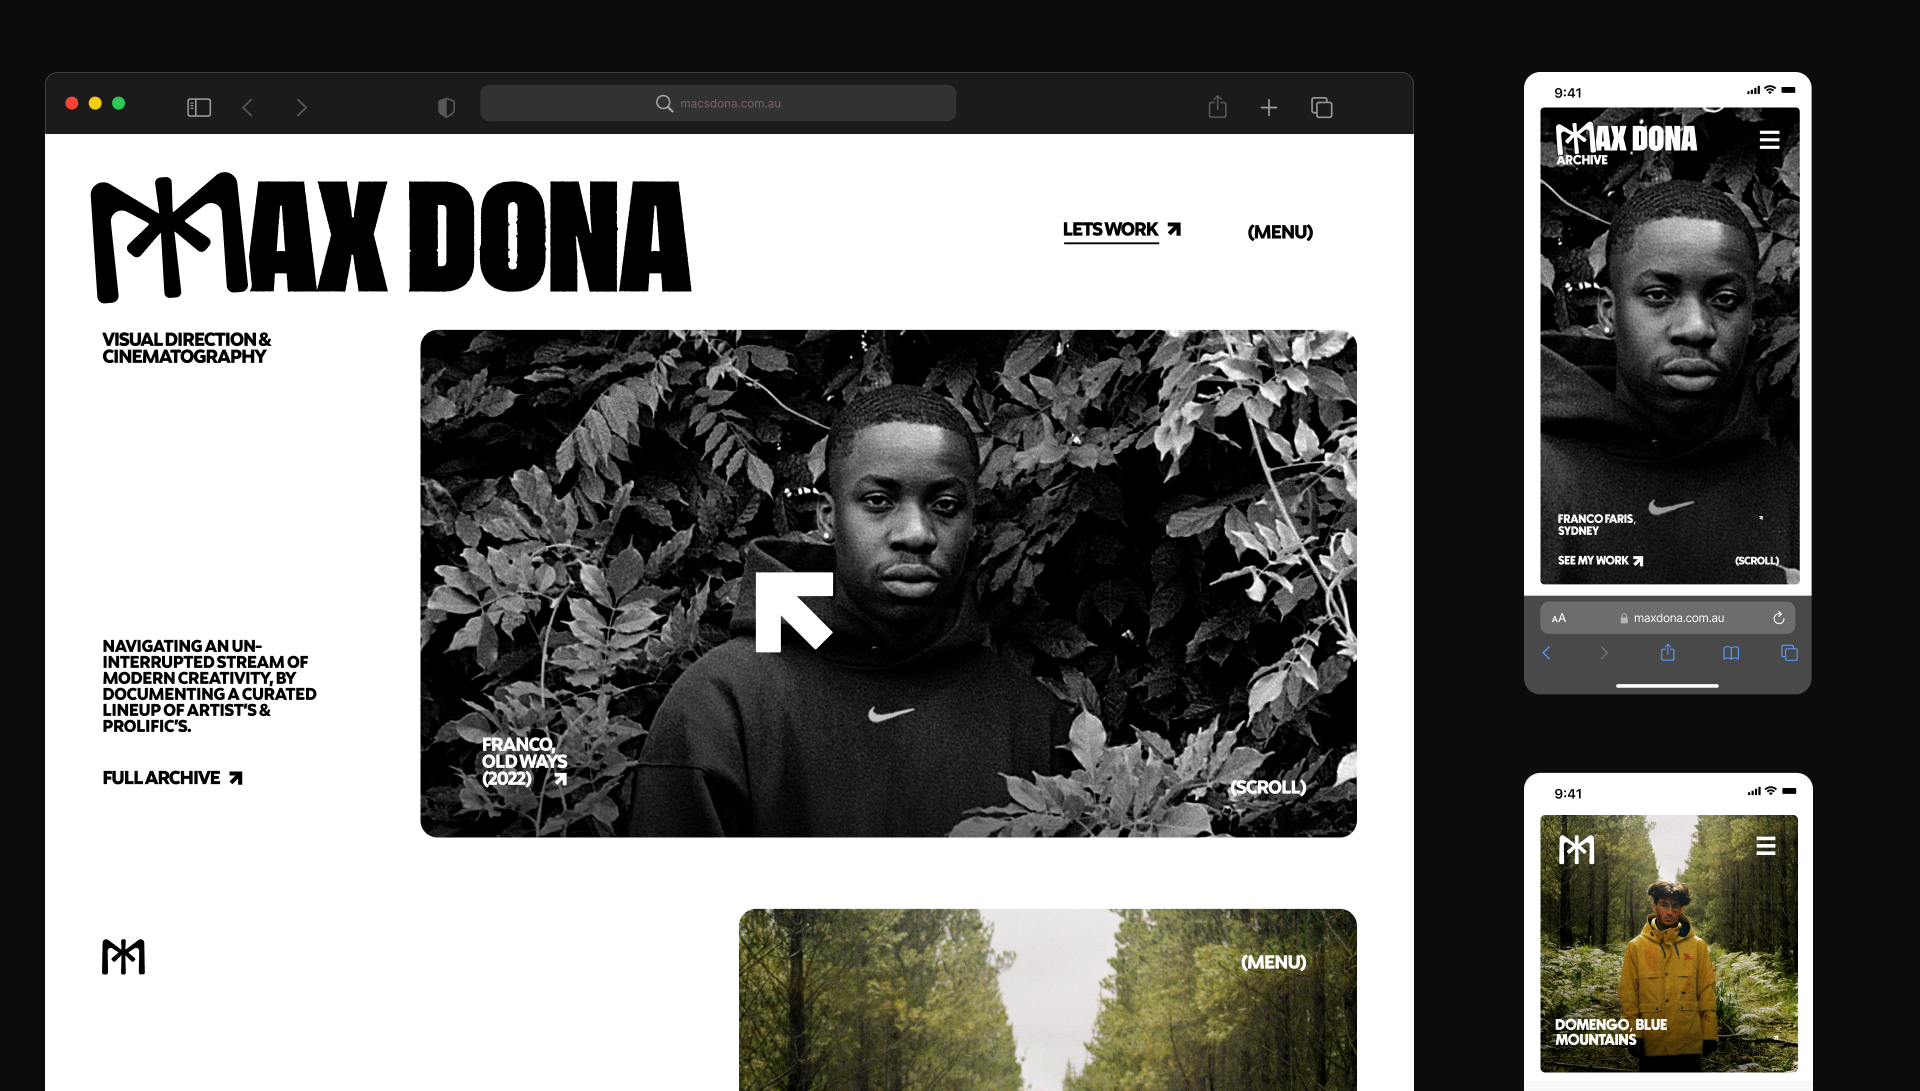 macsdona.com.au
MAX DONA
LETS WORK
(MENU)
VISUAL DIRECTION &
CINEMATOGRAPHY
NAVIGATING AN UN-
INTERRUPTED STREAM OF
MODERN CREATIVITY, BY
DOCUMENTING A CURATED
LINEUP OF ARTIST'S &
PROLIFIC'S.
FULL ARCHIVE
FRANCO,
OLD WAYS
(2022)
(SCROLL)
M
(MENU)
9:41
MAX DONA
ARCHIVE
FRANCO FARIS,
SYDNEY
SEE MY WORK
(SCROLL)
AA
maxdona.com.au
9:41
M
DOMENGO, BLUE
MOUNTAINS